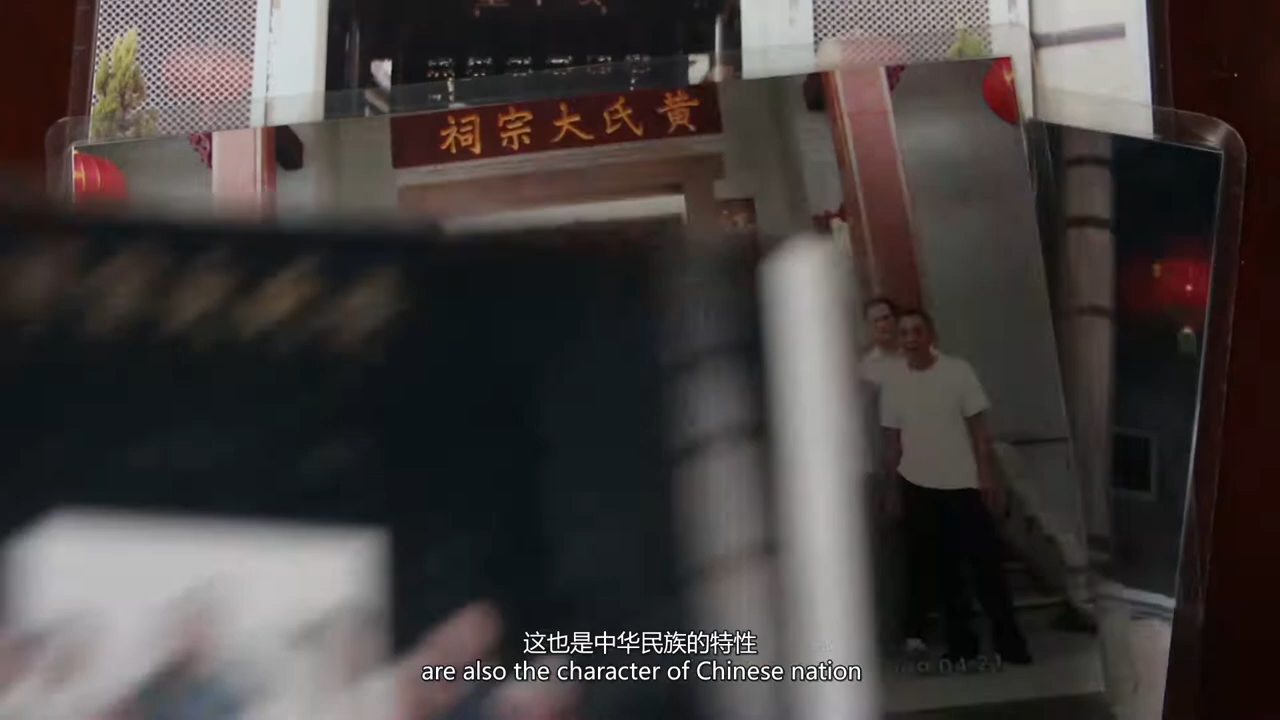 祠宗大氏黄
这也是中华民族的特性
are also the character of Chinese nation